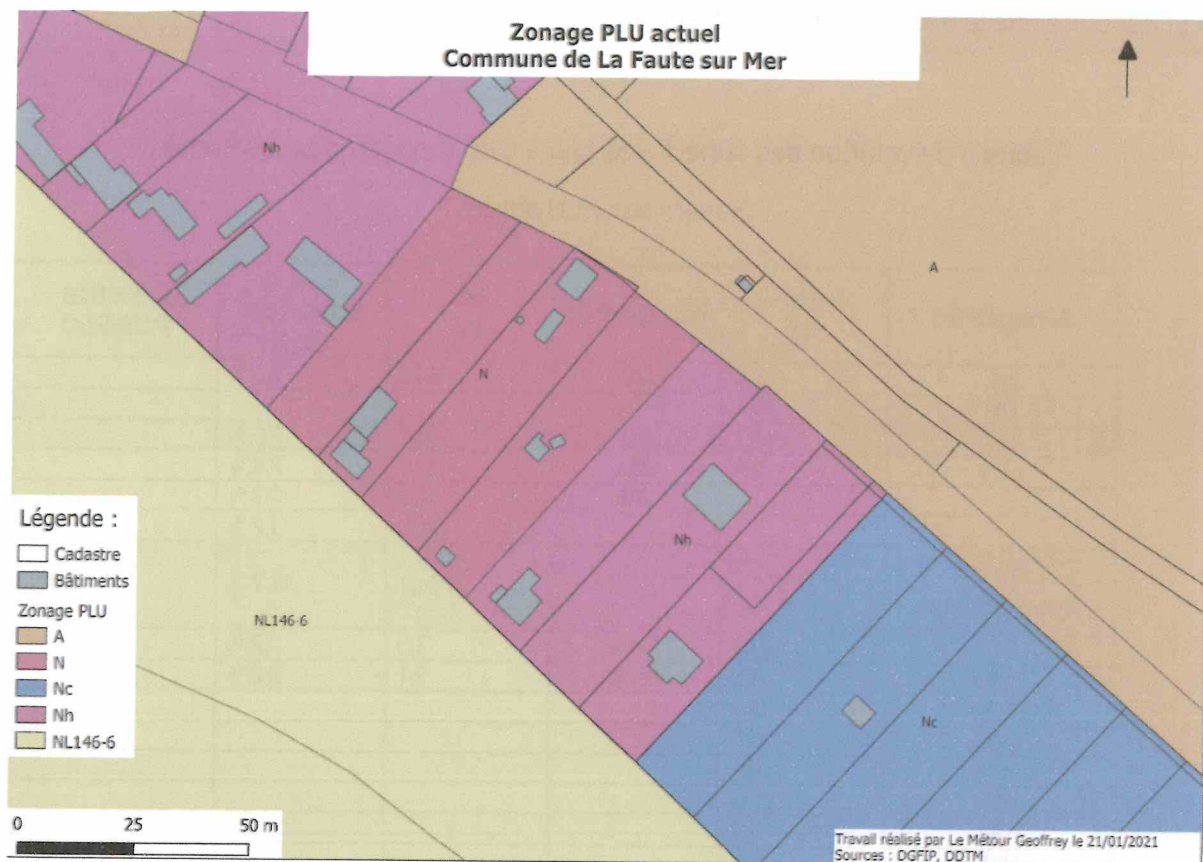 Zonage PLU actuel
Commune de La Faute sur Mer
Nh
A
N
Nh
NL146-6
Nc
Légende :
Cadastre
Bâtiments
Zonage PLU
A
N
Nc
Nh
NL146-6
0 25 50 m
Travail réalisé par Le Métour Geoffrey le 21/01/2021
Sources : DGFIP, DDTM